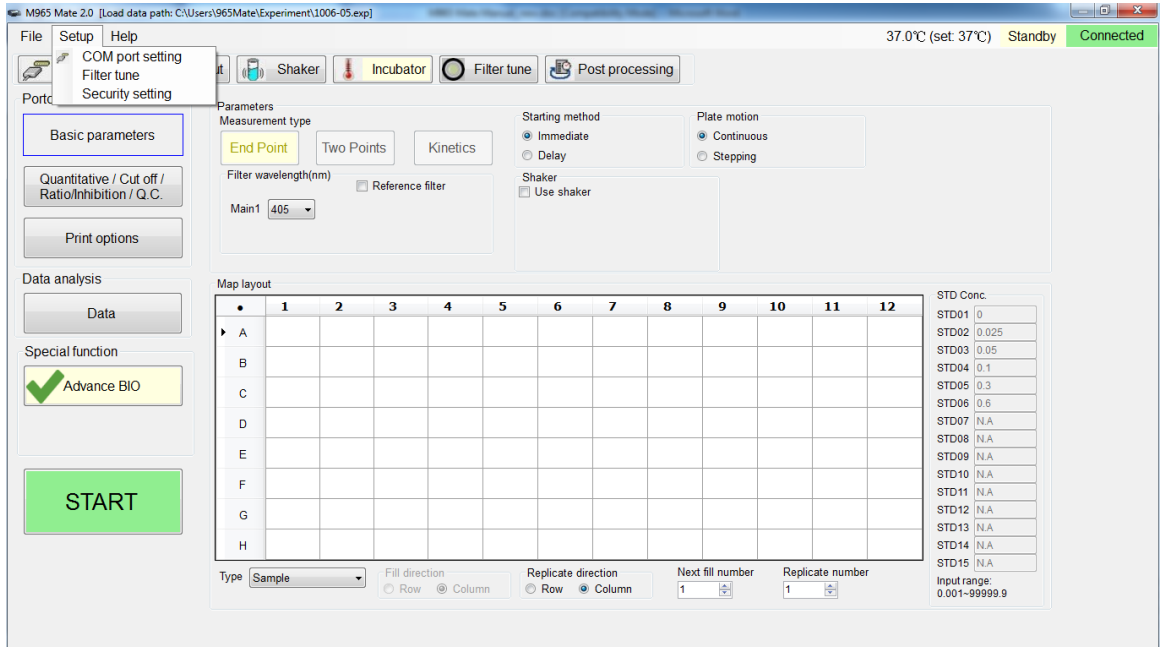 M965 Mate 2.0 [Load data path: C:\Users\965Mate\Experiment\1006-05.exp]
File Setup Help 37.0℃ (set: 37℃) Standby Connected
COM port setting
Filter tune
Security setting
Shaker Incubator Filter tune Post processing
Basic parameters
Quantitative / Cut off /
Ratio/Inhibition / Q.C.
Print options
Data analysis
Data
Special function
Advance BIO
START
Parameters
Measurement type
End Point Two Points Kinetics
Filter wavelength(nm)
Reference filter
Main1 405
Starting method
Immediate
Delay
Plate motion
Continuous
Stepping
Shaker
Use shaker
Map layout
1 2 3 4 5 6 7 8 9 10 11 12
A
B
C
D
E
F
G
H
Type Sample
Fill direction
Row Column
Replicate direction
Row Column
Next fill number
1
Replicate number
1
STD Conc.
STD01 0
STD02 0.025
STD03 0.05
STD04 0.1
STD05 0.3
STD06 0.6
STD07 N.A
STD08 N.A
STD09 N.A
STD10 N.A
STD11 N.A
STD12 N.A
STD13 N.A
STD14 N.A
STD15 N.A
Input range:
0.001~99999.9